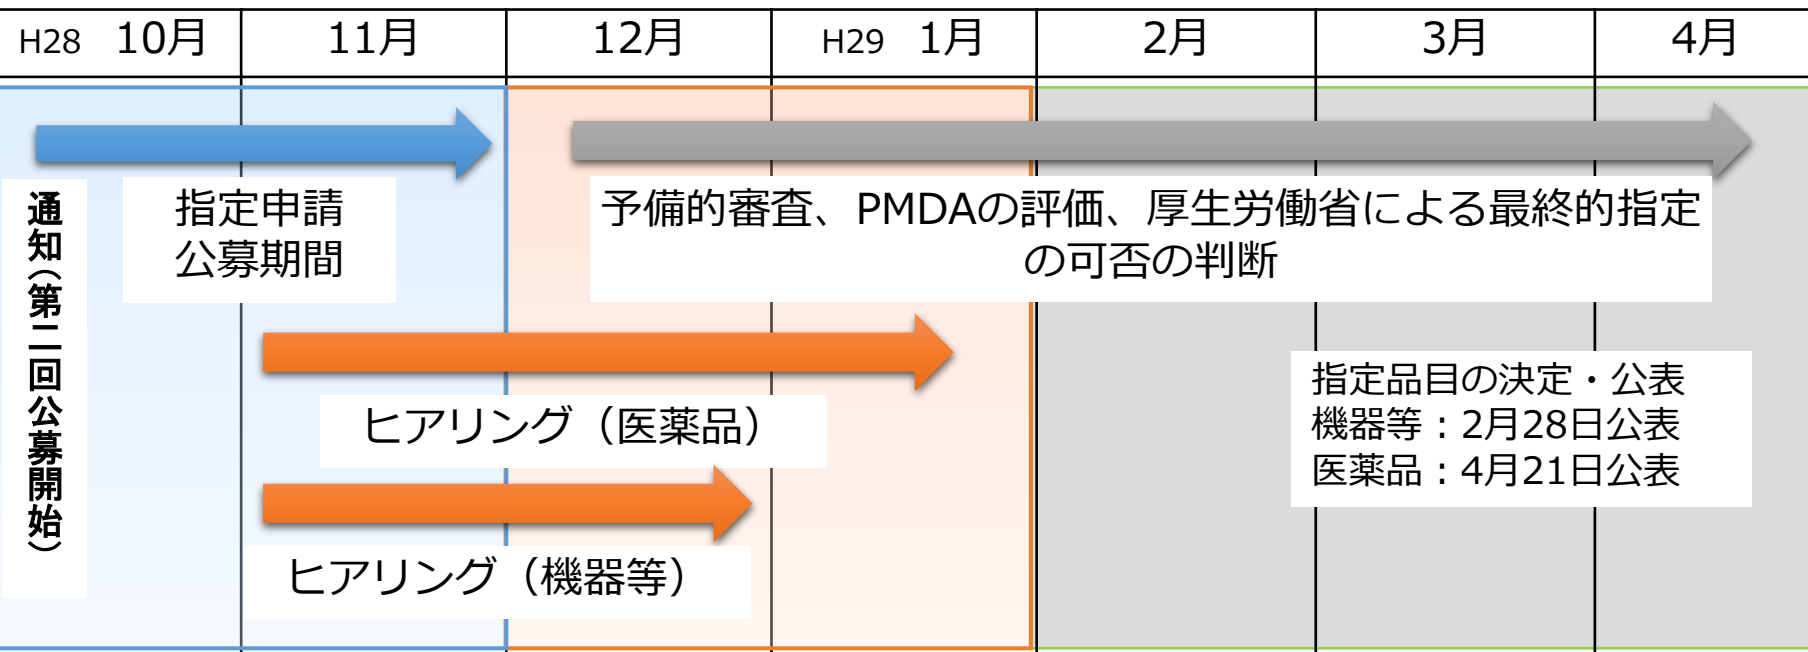 H28 10月
11月
12月
H29 1月
2月
3月
4月
通知(第二回公募開始)
指定申請
公募期間
予備的審査、PMDAの評価、厚生労働省による最終的指定
の可否の判断
ヒアリング（医薬品）
ヒアリング（機器等）
指定品目の決定・公表
機器等：2月28日公表
医薬品：4月21日公表